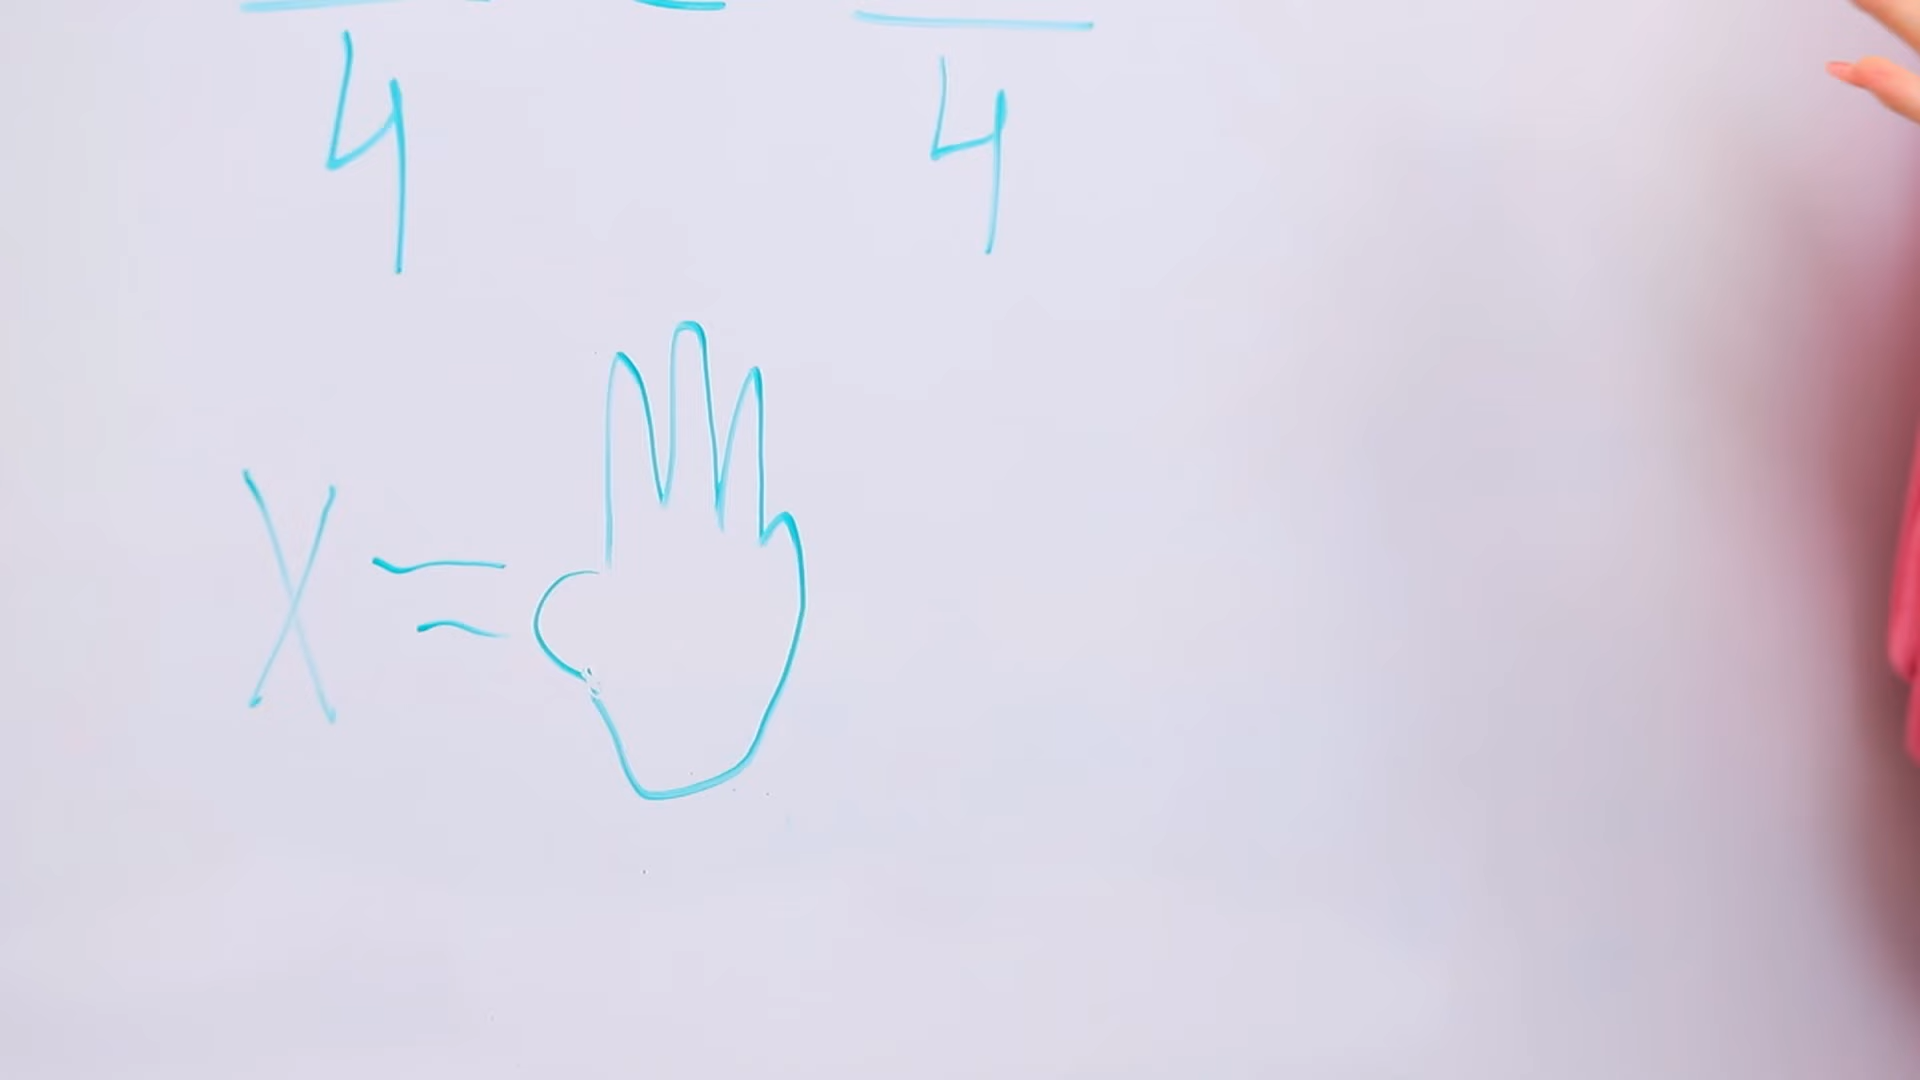 4 = 4
X =